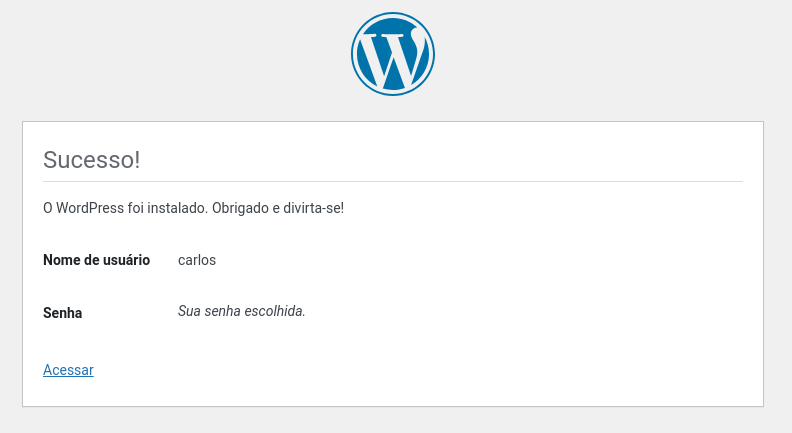 Sucesso!
O WordPress foi instalado. Obrigado e divirta-se!
Nome de usuário carlos
Senha Sua senha escolhida.
Acessar